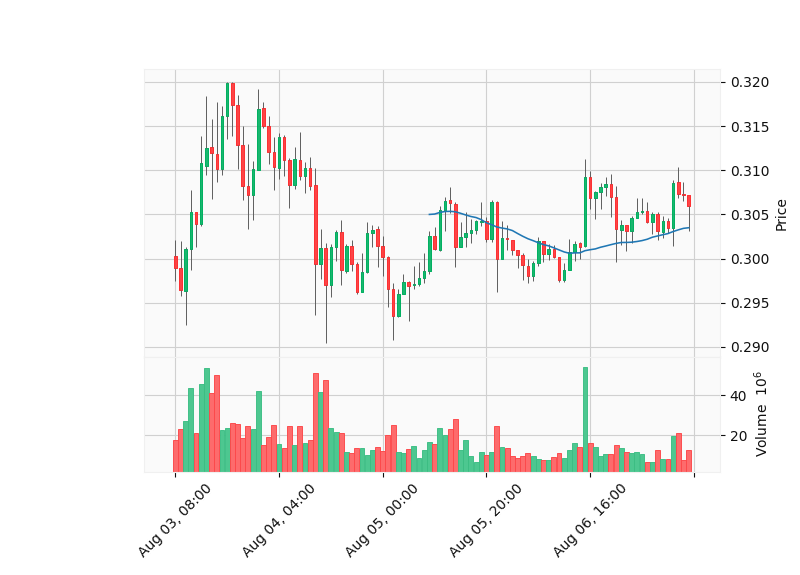 0.320
0.315
0.310
0.305
0.300
0.295
0.290
Price
40
20
Volume 10^6
Aug 03, 08:00
Aug 04, 04:00
Aug 05, 00:00
Aug 05, 20:00
Aug 06, 16:00